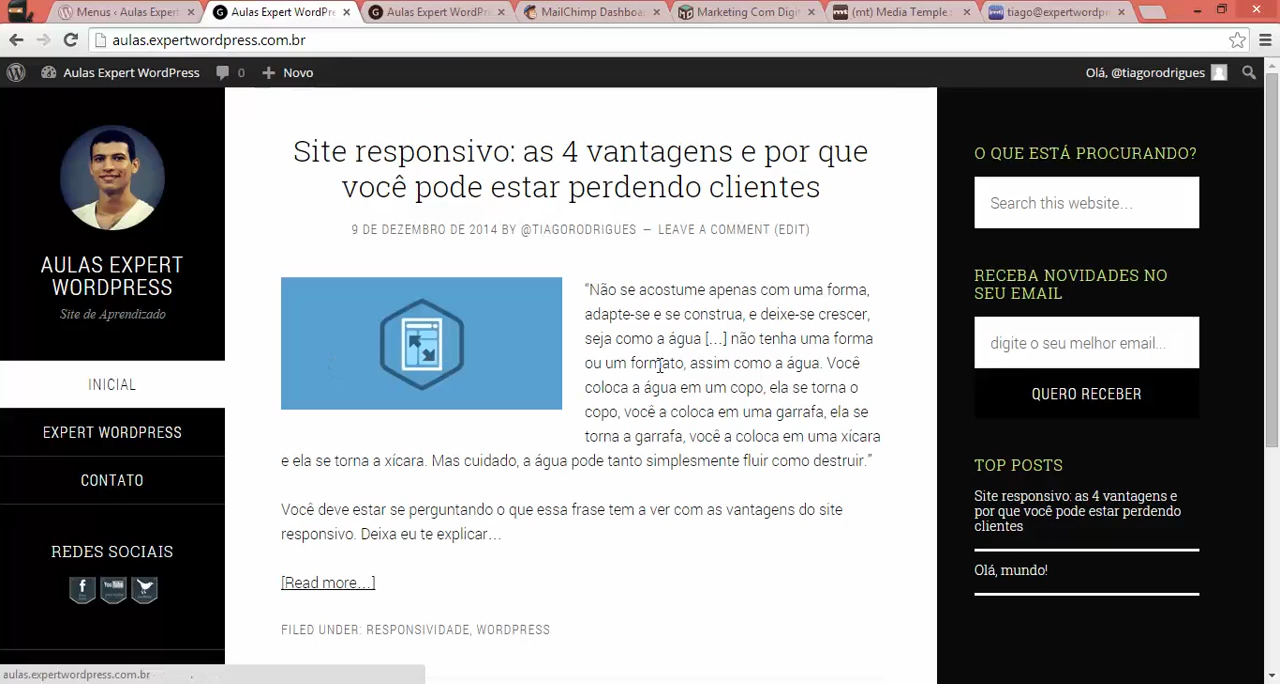 Menus ‹ Aulas Expert
Aulas Expert WordPre
Aulas Expert WordPr
MailChimp Dashboa
Marketing Com Digi
(mt) Media Temple :
tiago@expertwordp
aulas.expertwordpress.com.br
Aulas Expert WordPress
0
Novo
Olá, @tiagorodrigues
AULAS EXPERT
WORDPRESS
Site de Aprendizado
INICIAL
EXPERT WORDPRESS
CONTATO
REDES SOCIAIS
f
You
Site responsivo: as 4 vantagens e por que
você pode estar perdendo clientes
9 DE DEZEMBRO DE 2014 BY @TIAGORODRIGUES — LEAVE A COMMENT (EDIT)
“Não se acostume apenas com uma forma,
adapte-se e se construa, e deixe-se crescer,
seja como a água […] não tenha uma forma
ou um formato, assim como a água. Você
coloca a água em um copo, ela se torna o
copo, você a coloca em uma garrafa, ela se
torna a garrafa, você a coloca em uma xícara
e ela se torna a xícara. Mas cuidado, a água pode tanto simplesmente fluir como destruir.”
Você deve estar se perguntando o que essa frase tem a ver com as vantagens do site
responsivo. Deixa eu te explicar…
[Read more…]
FILED UNDER: RESPONSIVIDADE, WORDPRESS
O QUE ESTÁ PROCURANDO?
Search this website…
RECEBA NOVIDADES NO
SEU EMAIL
digite o seu melhor email...
QUERO RECEBER
TOP POSTS
Site responsivo: as 4 vantagens e
por que você pode estar perdendo
clientes
Olá, mundo!
aulas.expertwordpress.com.br